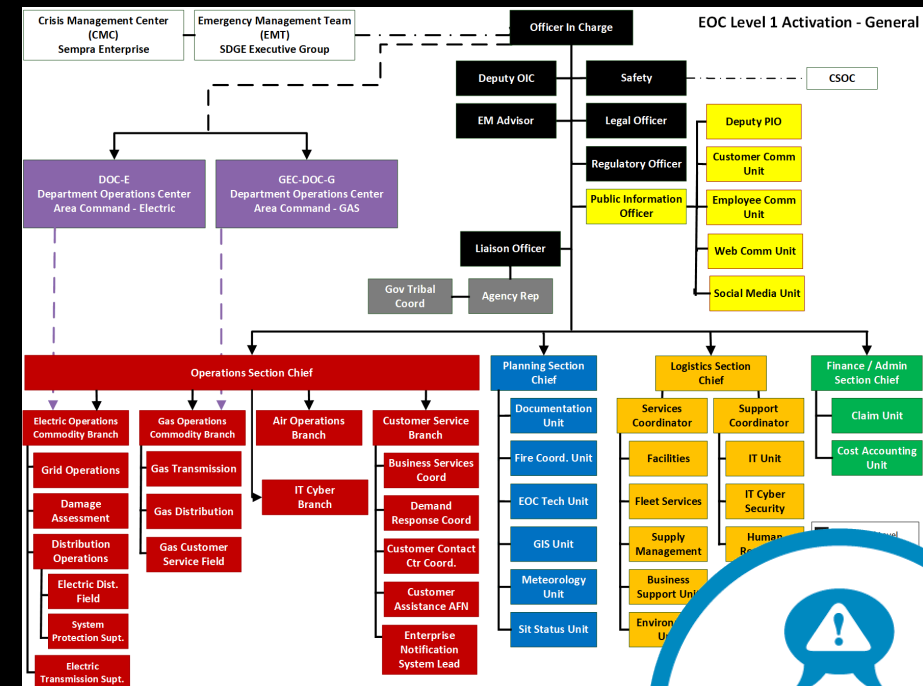 EOC Level 1 Activation - General
Crisis Management Center
(CMC)
Sempra Enterprise
Emergency Management Team
(EMT)
SDGE Executive Group
Officer In Charge
Deputy OIC
Safety
CSOC
EM Advisor
Legal Officer
Deputy PIO
Regulatory Officer
Customer Comm
Unit
Public Information
Officer
Employee Comm
Unit
DOC-E
Department Operations Center
Area Command - Electric
GEC-DOC-G
Department Operations Center
Area Command - GAS
Liaison Officer
Web Comm Unit
Gov Tribal
Coord
Agency Rep
Social Media Unit
Operations Section Chief
Planning Section
Chief
Logistics Section
Chief
Finance / Admin
Section Chief
Electric Operations
Commodity Branch
Grid Operations
Damage
Assessment
Distribution
Operations
Electric Dist.
Field
System
Protection Supt.
Electric
Transmission Supt.
Gas Operations
Commodity Branch
Gas Transmission
Gas Distribution
Gas Customer
Service Field
Air Operations
Branch
IT Cyber
Branch
Customer Service
Branch
Business Services
Coord
Demand
Response Coord
Customer Contact
Ctr Coord.
Customer
Assistance AFN
Enterprise
Notification
System Lead
Documentation
Unit
Fire Coord. Unit
EOC Tech Unit
GIS Unit
Meteorology
Unit
Sit Status Unit
Services
Coordinator
Facilities
Fleet Services
Supply
Management
Business
Support Unit
Support
Coordinator
IT Unit
IT Cyber
Security
Human
Claim Unit
Cost Accounting
Unit